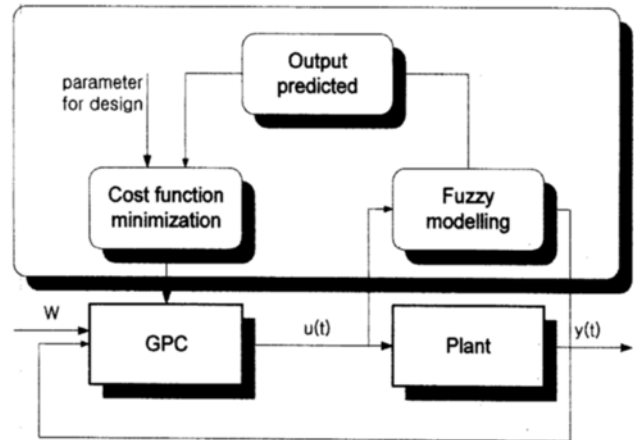 Output
predicted
parameter
for design
Cost function
minimization
Fuzzy
modelling
W
GPC
u(t)
Plant
y(t)